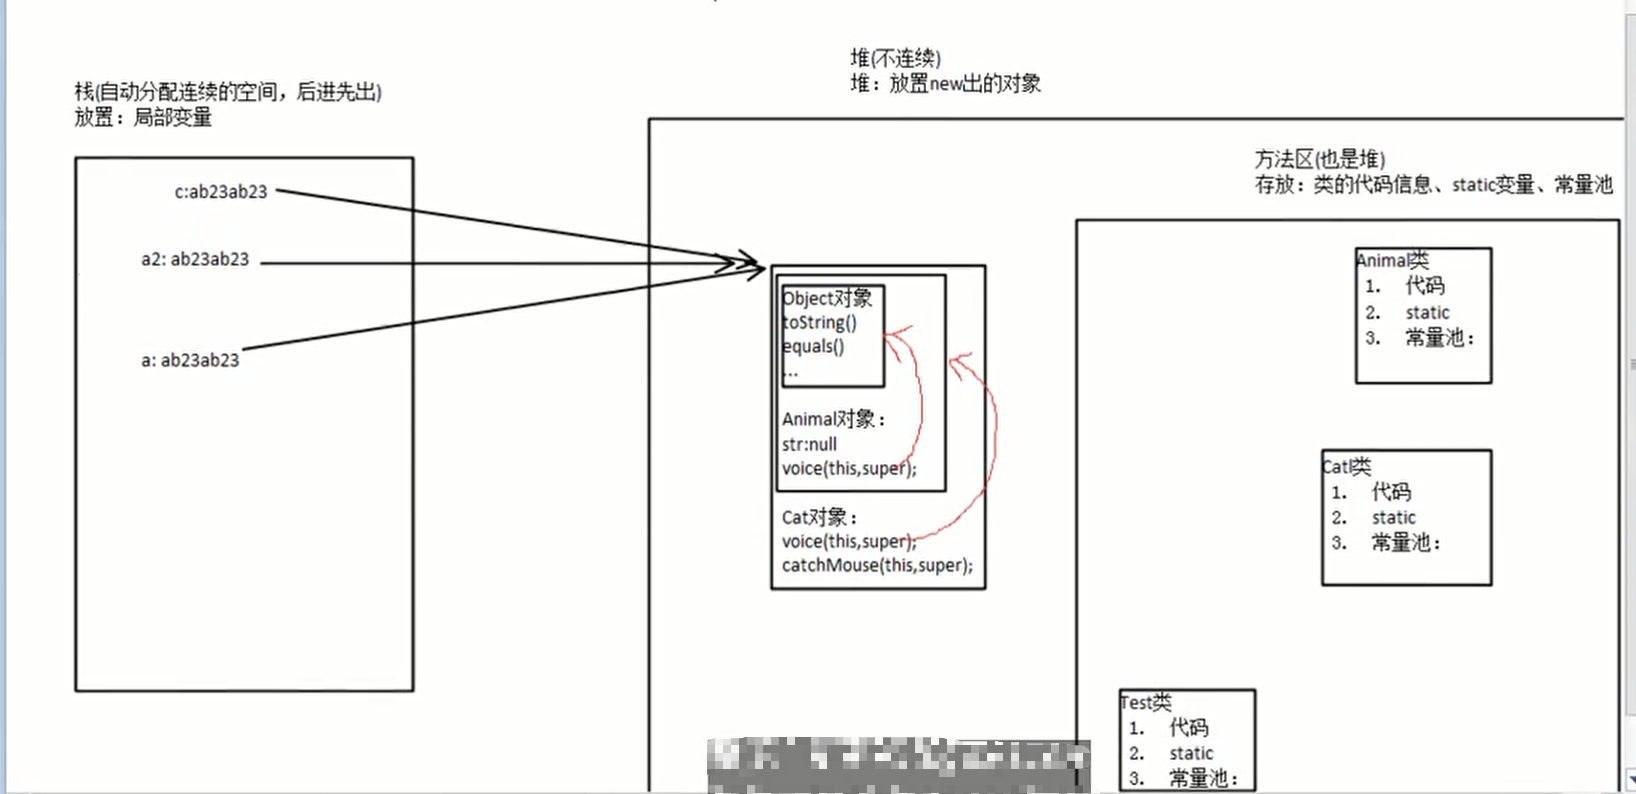 栈(自动分配连续的空间，后进先出)
放置：局部变量
c:ab23ab23
a2: ab23ab23
a: ab23ab23
堆(不连续)
堆：放置new出的对象
Object对象
toString()
equals()
...
Animal对象：
str:null
voice(this,super);
Cat对象：
voice(this,super);
catchMouse(this,super);
方法区(也是堆)
存放：类的代码信息、static变量、常量池
Animal类
1. 代码
2. static
3. 常量池：
Catl类
1. 代码
2. static
3. 常量池：
Test类
1. 代码
2. static
3. 常量池：